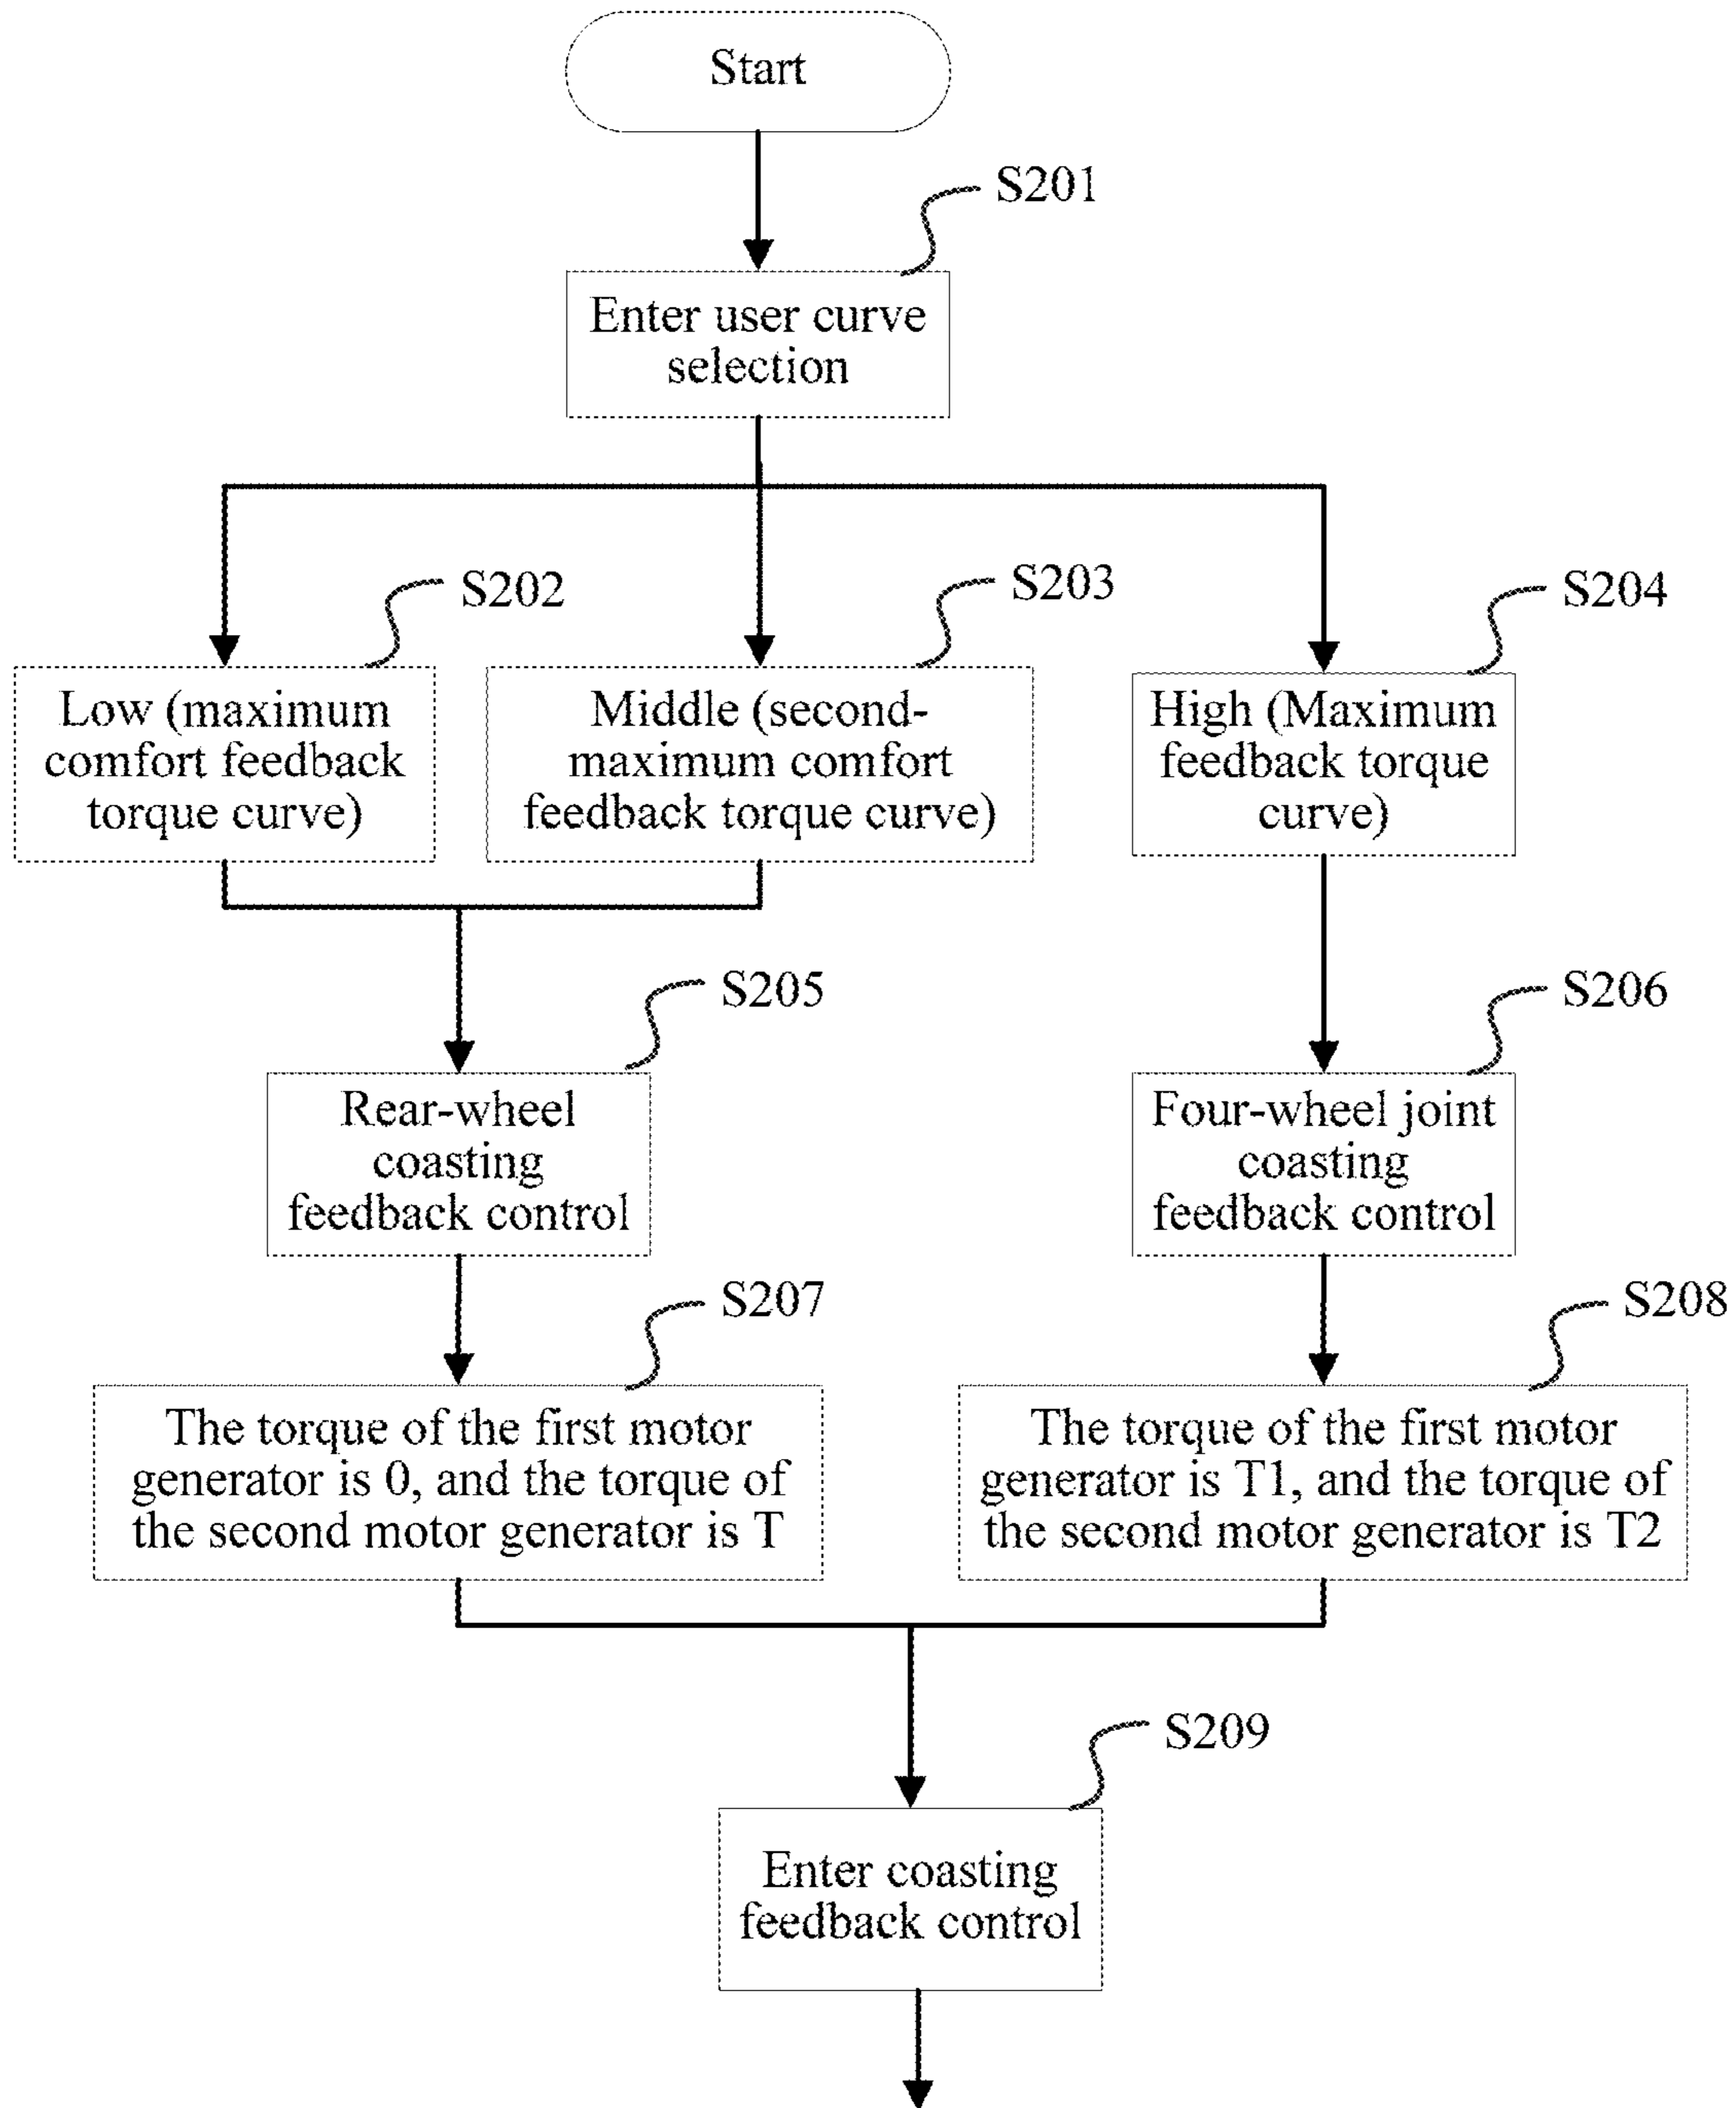 Start
S201
Enter user curve
selection
S202
S203
S204
Low (maximum
comfort feedback
torque curve)
Middle (second-
maximum comfort
feedback torque curve)
High (Maximum
feedback torque
curve)
S205
S206
Rear-wheel
coasting
feedback control
Four-wheel joint
coasting
feedback control
S207
S208
The torque of the first motor
generator is 0, and the torque of
the second motor generator is T
The torque of the first motor
generator is T1, and the torque of
the second motor generator is T2
S209
Enter coasting
feedback control